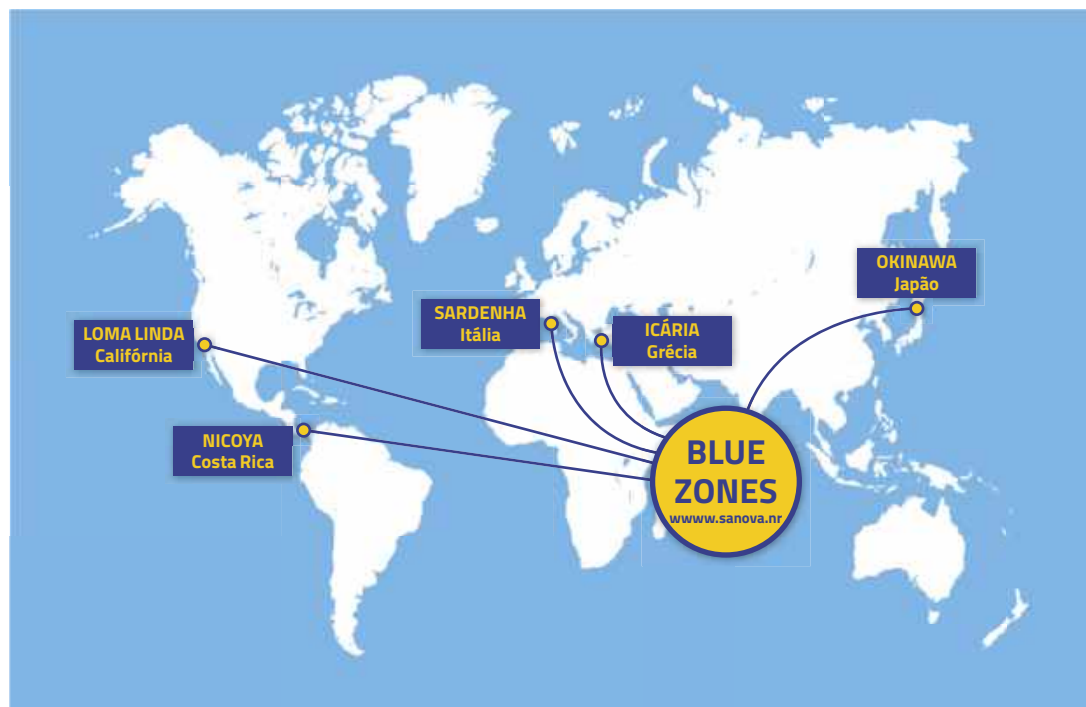 OKINAWA
Japão
SARDENHA
Itália
ICÁRIA
Grécia
LOMA LINDA
Califórnia
NICOYA
Costa Rica
BLUE
ZONES
wwww.sanova.nr